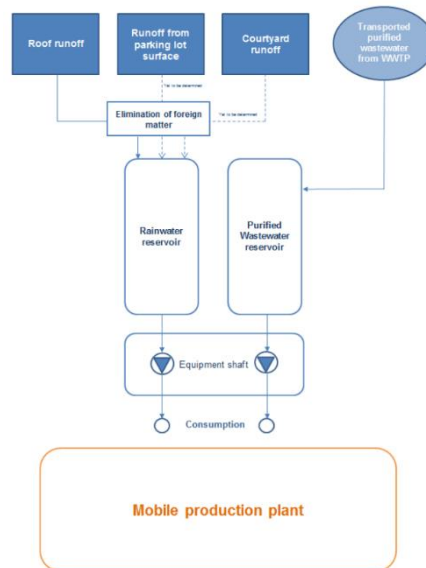 Roof runoff
Runoff from
parking lot
surface
Courtyard
runoff
Transported
purified
wastewater
from WWTP
Elimination of foreign
matter
Rainwater
reservoir
Purified
Wastewater
reservoir
Equipment shaft
Consumption
Mobile production plant